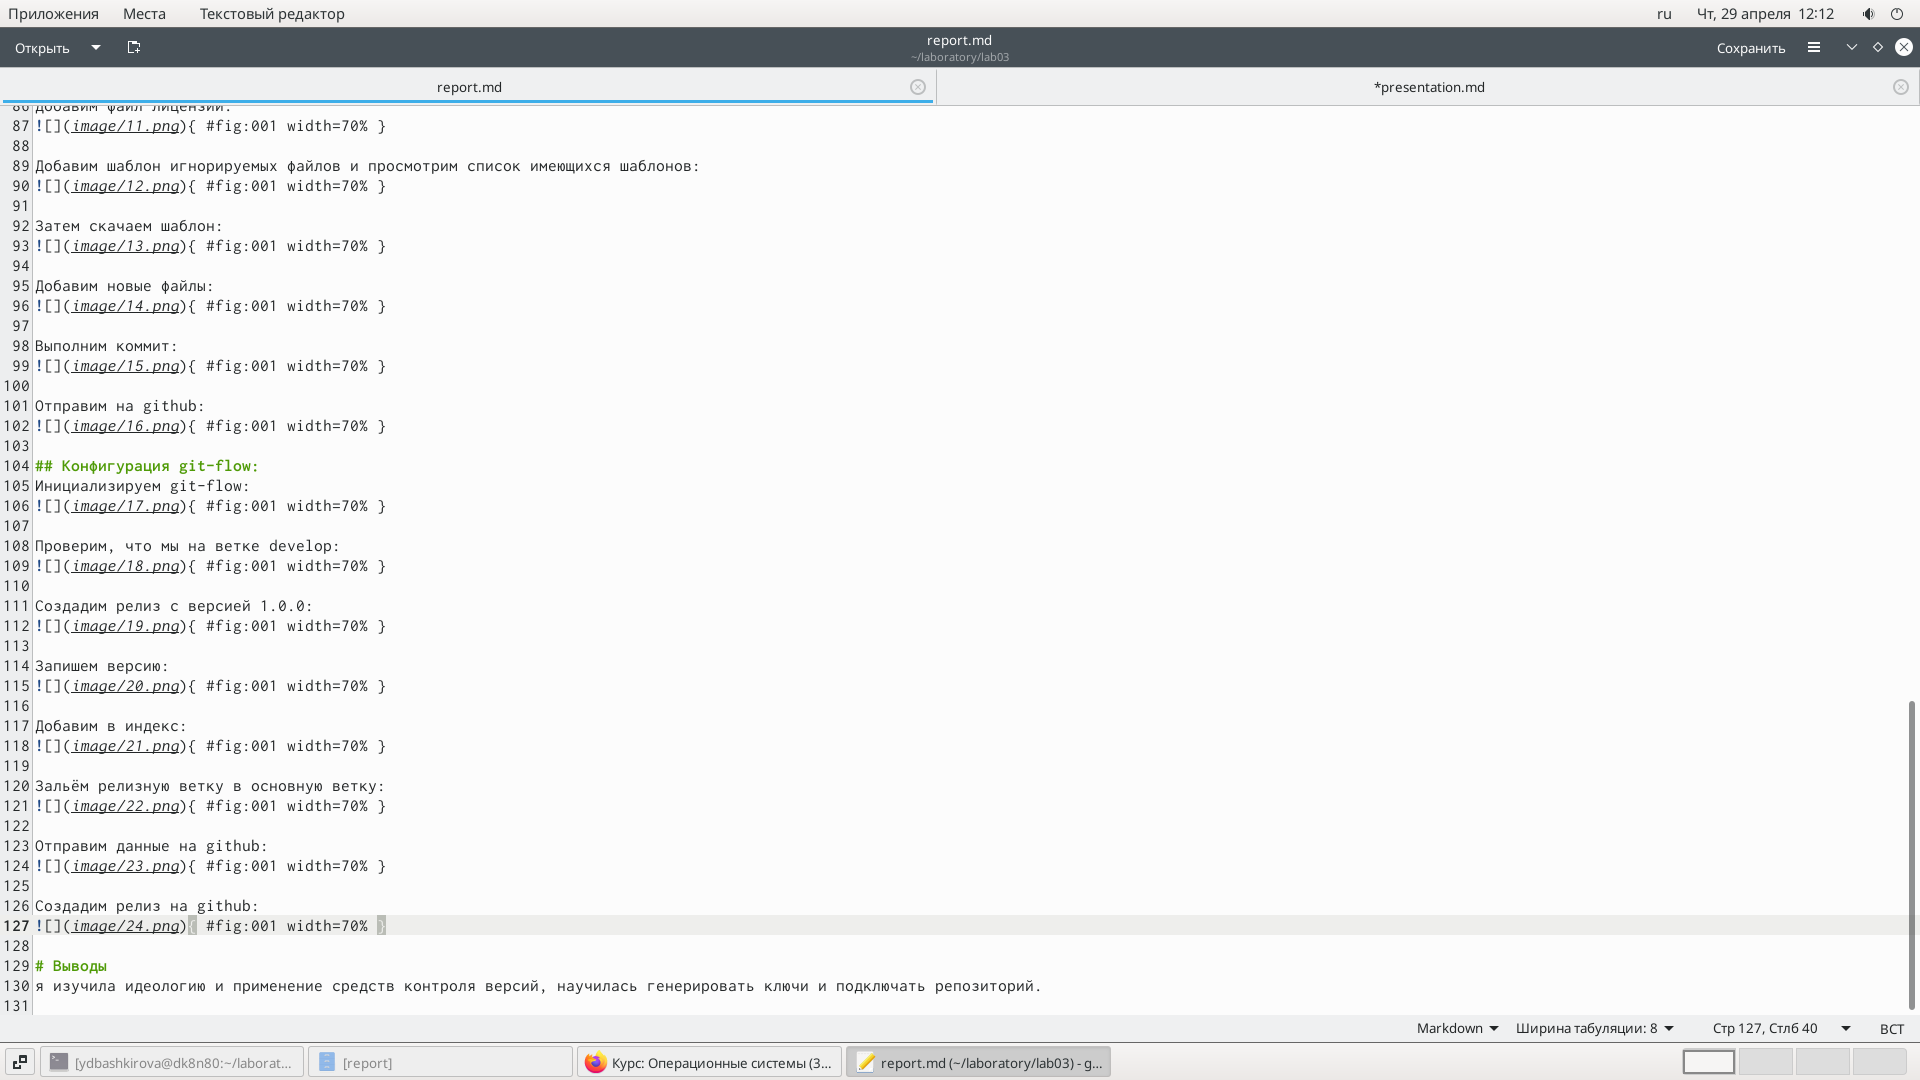 Приложения Места Текстовый редактор ru Чт, 29 апреля 12:12
Открыть report.md Сохранить
~/laboratory/lab03
report.md *presentation.md
86 Добавим файл лицензии:
87 ![](image/11.png){ #fig:001 width=70% }
88
89 Добавим шаблон игнорируемых файлов и просмотрим список имеющихся шаблонов:
90 ![](image/12.png){ #fig:001 width=70% }
91
92 Затем скачаем шаблон:
93 ![](image/13.png){ #fig:001 width=70% }
94
95 Добавим новые файлы:
96 ![](image/14.png){ #fig:001 width=70% }
97
98 Выполним коммит:
99 ![](image/15.png){ #fig:001 width=70% }
100
101 Отправим на github:
102 ![](image/16.png){ #fig:001 width=70% }
103
104 ## Конфигурация git-flow:
105 Инициализируем git-flow:
106 ![](image/17.png){ #fig:001 width=70% }
107
108 Проверим, что мы на ветке develop:
109 ![](image/18.png){ #fig:001 width=70% }
110
111 Создадим релиз с версией 1.0.0:
112 ![](image/19.png){ #fig:001 width=70% }
113
114 Запишем версию:
115 ![](image/20.png){ #fig:001 width=70% }
116
117 Добавим в индекс:
118 ![](image/21.png){ #fig:001 width=70% }
119
120 Зальём релизную ветку в основную ветку:
121 ![](image/22.png){ #fig:001 width=70% }
122
123 Отправим данные на github:
124 ![](image/23.png){ #fig:001 width=70% }
125
126 Создадим релиз на github:
127 ![](image/24.png){ #fig:001 width=70% }
128
129 # Выводы
130 я изучила идеологию и применение средств контроля версий, научилась генерировать ключи и подключать репозиторий.
131
Markdown Ширина табуляции: 8 Стр 127, Стлб 40 ВСТ
[ydbashkirova@dk8n80:~/laborat... [report] Курс: Операционные системы (3... report.md (~/laboratory/lab03) - g...